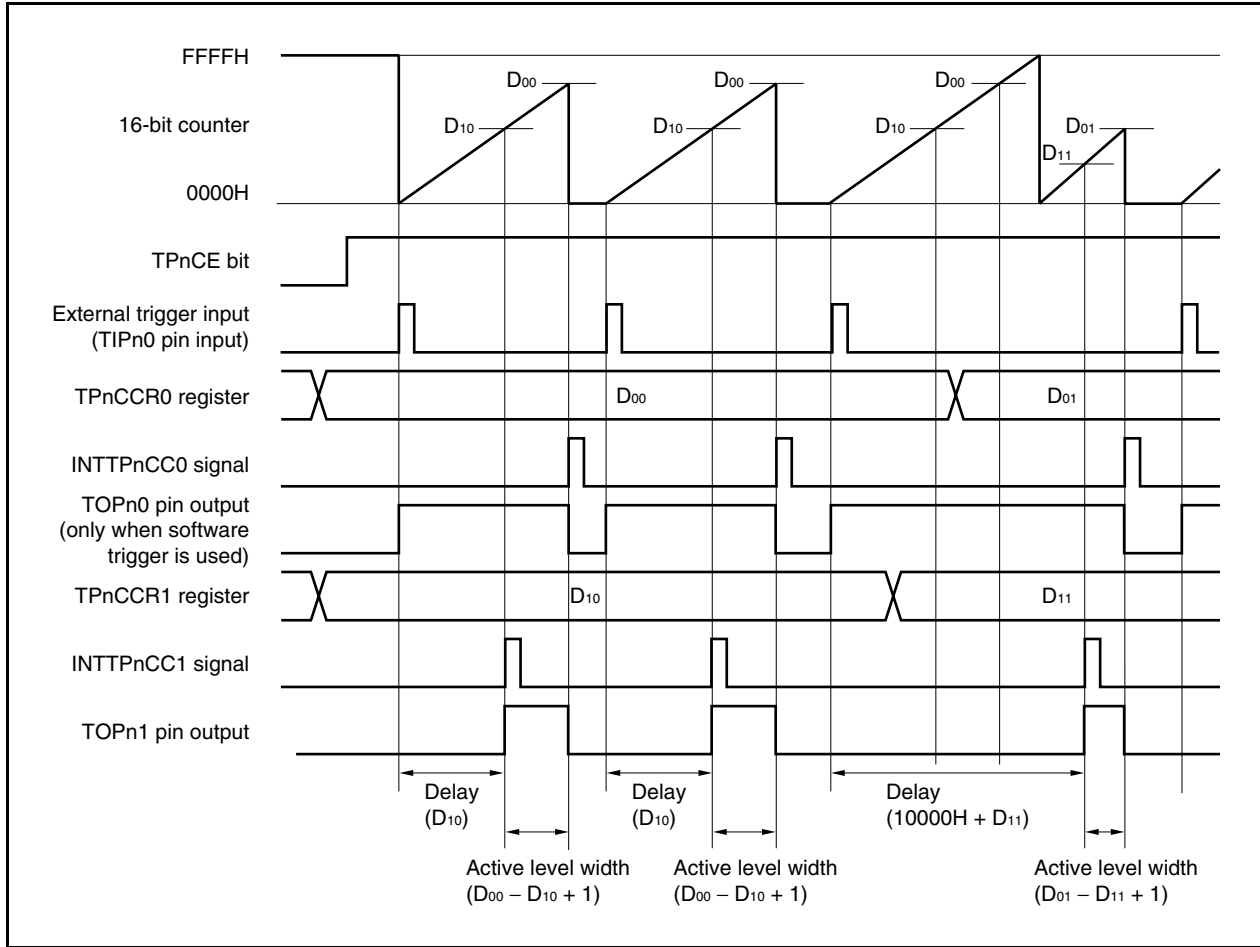 FFFFH
16-bit counter
0000H
D10
D00
D10
D00
D10
D00
D11
D01
TPnCE bit
External trigger input
(TIPn0 pin input)
TPnCCR0 register
D00
D01
INTTPnCC0 signal
TOPn0 pin output
(only when software
trigger is used)
TPnCCR1 register
D10
D11
INTTPnCC1 signal
TOPn1 pin output
Delay
(D10)
Delay
(D10)
Delay
(10000H + D11)
Active level width
(D00 − D10 + 1)
Active level width
(D00 − D10 + 1)
Active level width
(D01 − D11 + 1)